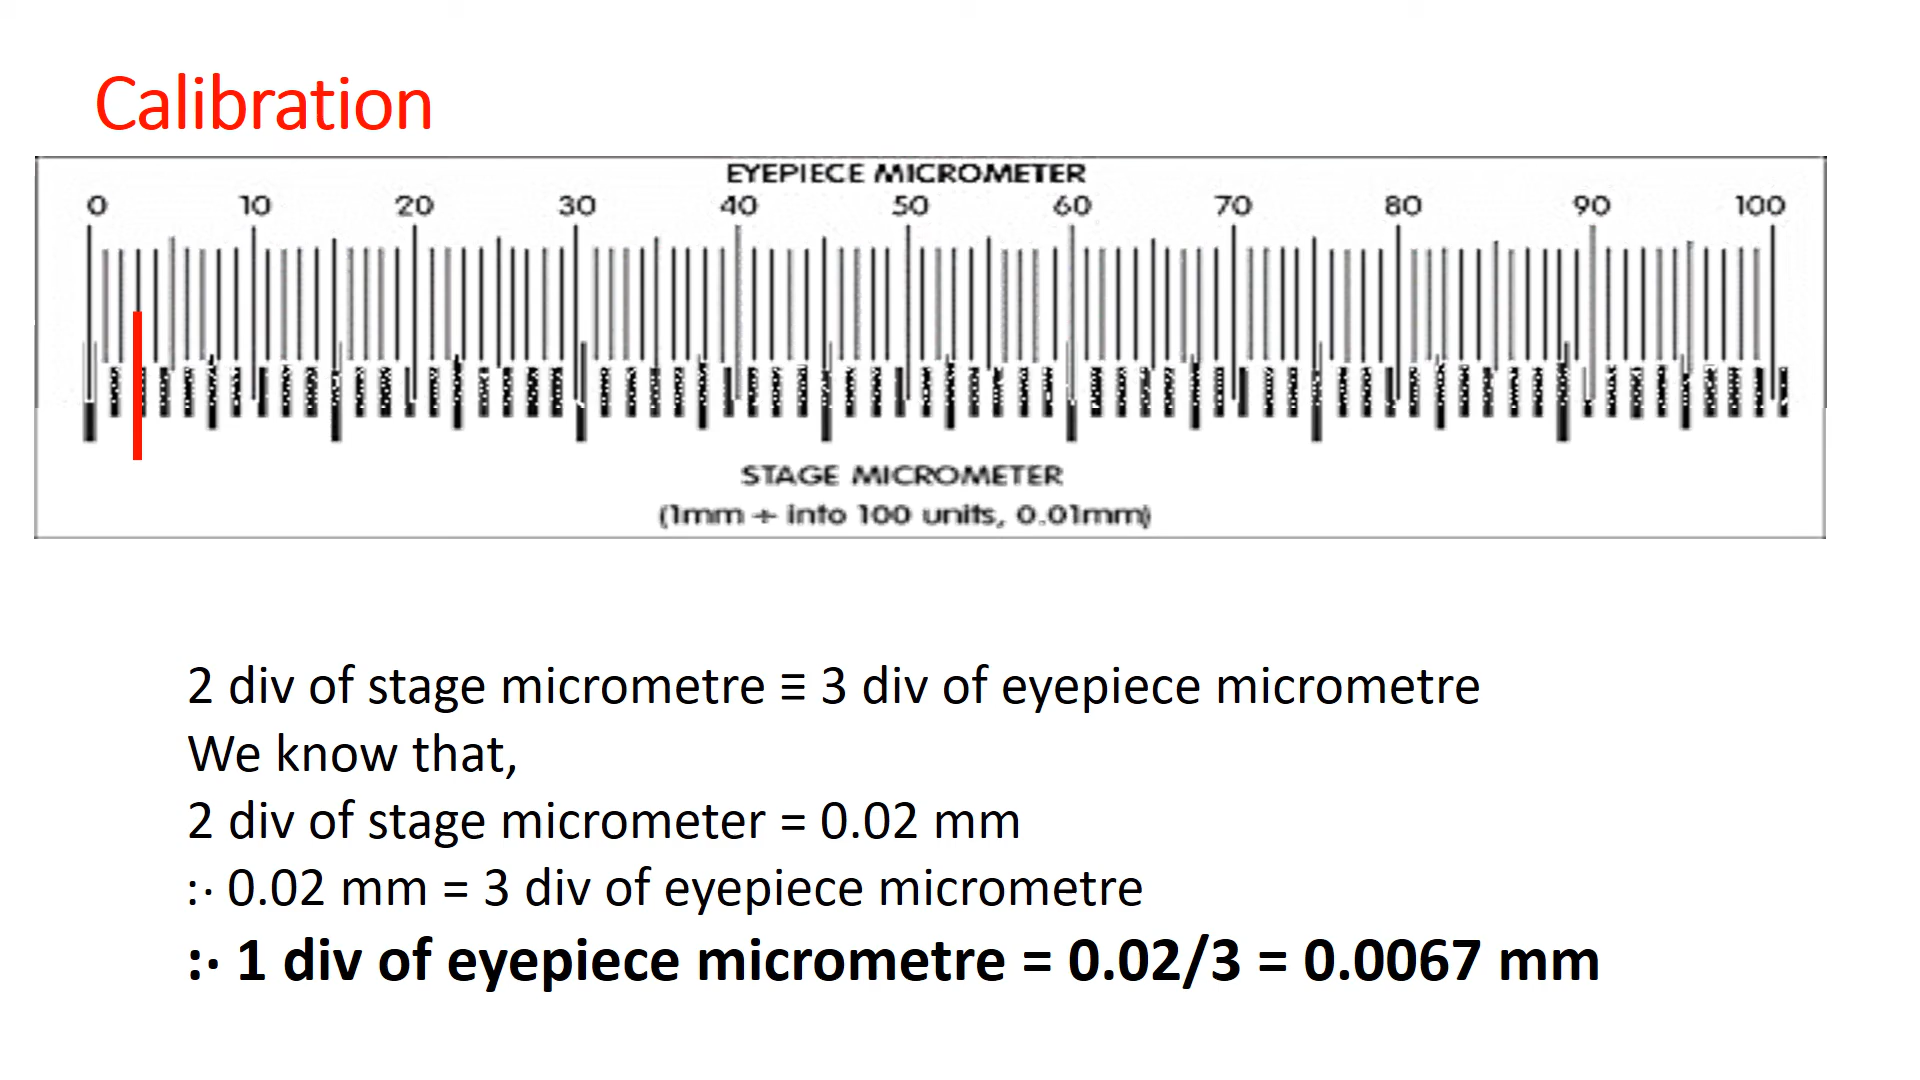 Calibration
EYEPIECE MICROMETER
0 10 20 30 40 50 60 70 80 90 100
STAGE MICROMETER
(1mm ÷ into 100 units, 0.01mm)
2 div of stage micrometre ≡ 3 div of eyepiece micrometre
We know that,
2 div of stage micrometer = 0.02 mm
:· 0.02 mm = 3 div of eyepiece micrometre
:· 1 div of eyepiece micrometre = 0.02/3 = 0.0067 mm